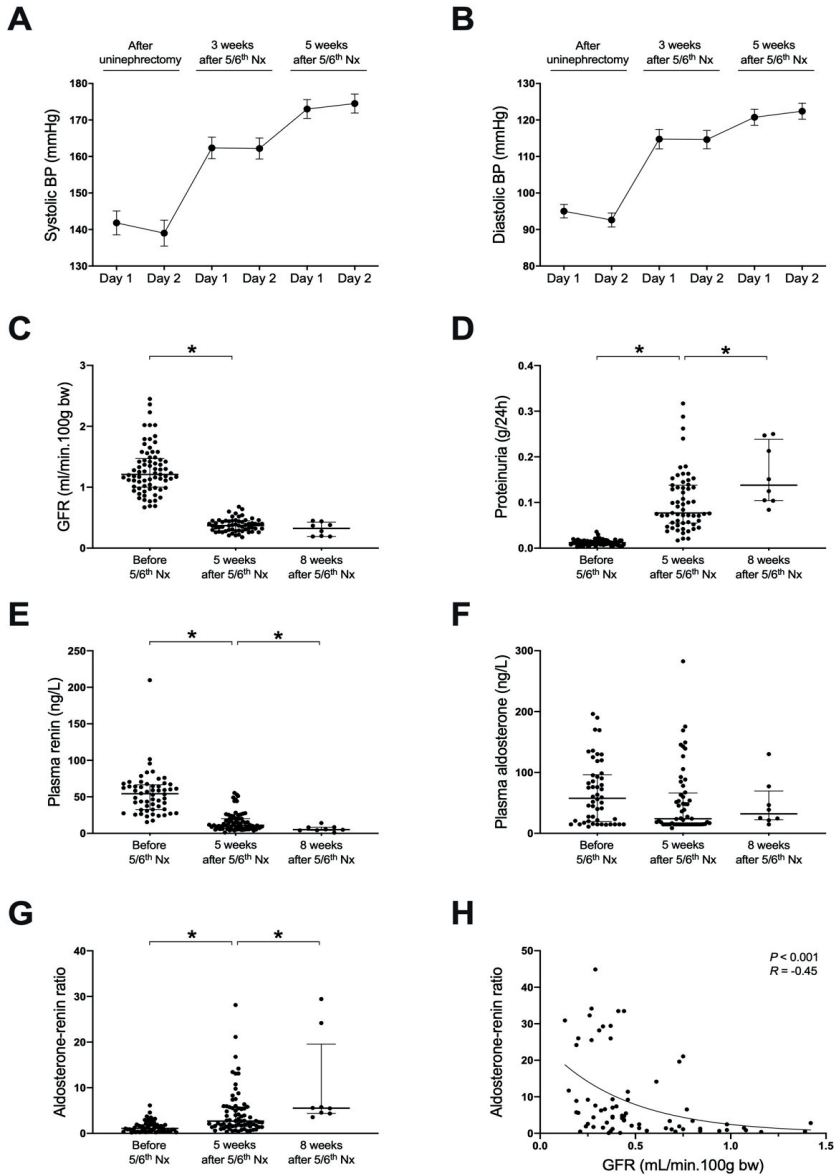 A
After
uninephrectomy
3 weeks
after 5/6th Nx
5 weeks
after 5/6th Nx
Systolic BP (mmHg)
180
170
160
150
140
130
Day 1 Day 2 Day 1 Day 2 Day 1 Day 2
B
After
uninephrectomy
3 weeks
after 5/6th Nx
5 weeks
after 5/6th Nx
Diastolic BP (mmHg)
130
120
110
100
90
80
Day 1 Day 2 Day 1 Day 2 Day 1 Day 2
C
*
GFR (ml/min.100g bw)
3
2
1
0
Before
5/6th Nx
5 weeks
after 5/6th Nx
8 weeks
after 5/6th Nx
D
* *
Proteinuria (g/24h)
0.4
0.3
0.2
0.1
0.0
Before
5/6th Nx
5 weeks
after 5/6th Nx
8 weeks
after 5/6th Nx
E
* *
Plasma renin (ng/L)
250
200
150
100
50
0
Before
5/6th Nx
5 weeks
after 5/6th Nx
8 weeks
after 5/6th Nx
F
Plasma aldosterone (ng/L)
300
200
100
0
Before
5/6th Nx
5 weeks
after 5/6th Nx
8 weeks
after 5/6th Nx
G
* *
Aldosterone-renin ratio
40
30
20
10
0
Before
5/6th Nx
5 weeks
after 5/6th Nx
8 weeks
after 5/6th Nx
H
P < 0.001
R = -0.45
Aldosterone-renin ratio
50
40
30
20
10
0
0.0 0.5 1.0 1.5
GFR (mL/min.100g bw)